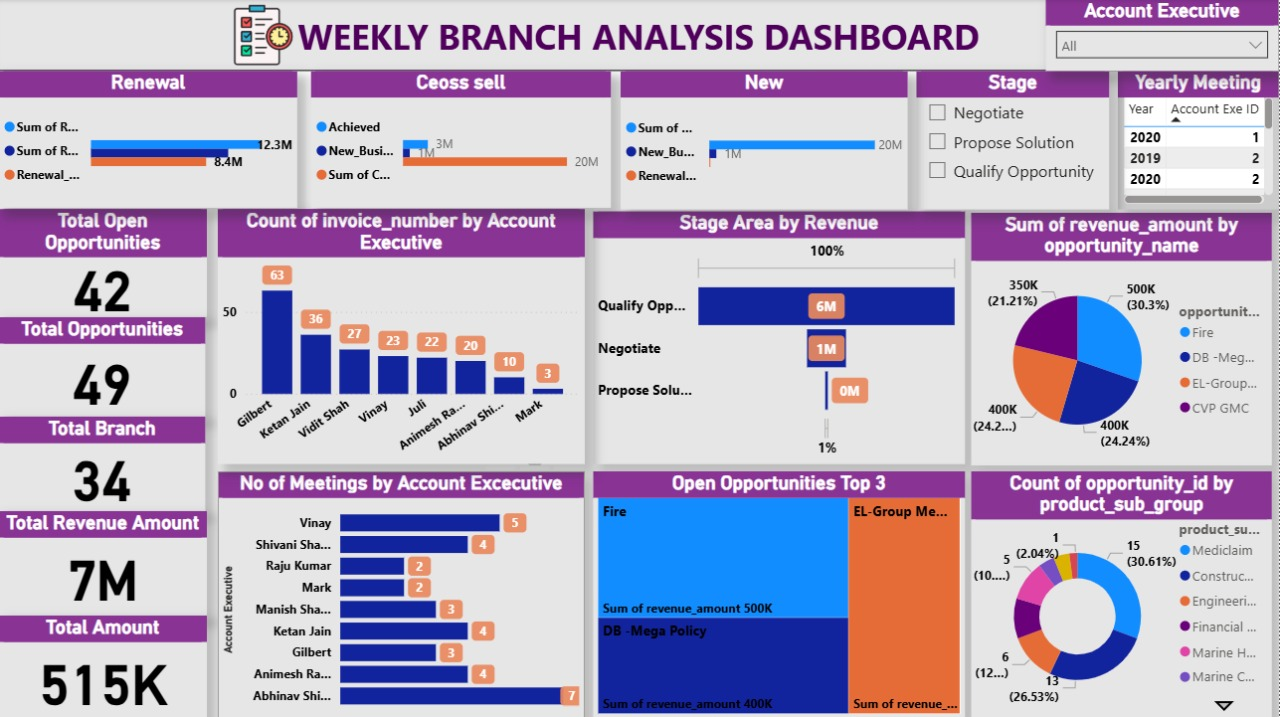 WEEKLY BRANCH ANALYSIS DASHBOARD
Account Executive
All
Renewal
Sum of R...
Sum of R...
Renewal_...
12.3M
8.4M
Ceoss sell
Achieved
New_Busi...
Sum of C...
3M
1M
20M
New
Sum of ...
New_Bu...
Renewal...
20M
1M
Stage
Negotiate
Propose Solution
Qualify Opportunity
Yearly Meeting
Year Account Exe ID
2020 1
2019 2
2020 2
Total Open
Opportunities
42
Total Opportunities
49
Total Branch
34
Total Revenue Amount
7M
Total Amount
515K
Count of invoice_number by Account
Executive
50
0
63
36
27
23
22
20
10
3
Gilbert
Ketan Jain
Vidit Shah
Vinay
Juli
Animesh Ra...
Abhinav Shi...
Mark
Stage Area by Revenue
100%
Qualify Opp... 6M
Negotiate 1M
Propose Solu... 0M
1%
Sum of revenue_amount by
opportunity_name
350K
(21.21%)
500K
(30.3%)
400K
(24.2...)
400K
(24.24%)
opportunit...
Fire
DB -Meg...
EL-Group...
CVP GMC
No of Meetings by Account Excecutive
Account Executive
Vinay 5
Shivani Sha... 4
Raju Kumar 2
Mark 2
Manish Sha... 3
Ketan Jain 4
Gilbert 3
Animesh Ra... 4
Abhinav Shi... 7
Open Opportunities Top 3
Fire
Sum of revenue_amount 500K
DB -Mega Policy
Sum of revenue_amount 400K
EL-Group Me...
Sum of revenue_...
Count of opportunity_id by
product_sub_group
1
(2.04%)
15
(30.61%)
5
(10....)
6
(12...)
13
(26.53%)
product_su...
Mediclaim
Construc...
Engineeri...
Financial ...
Marine H...
Marine C...